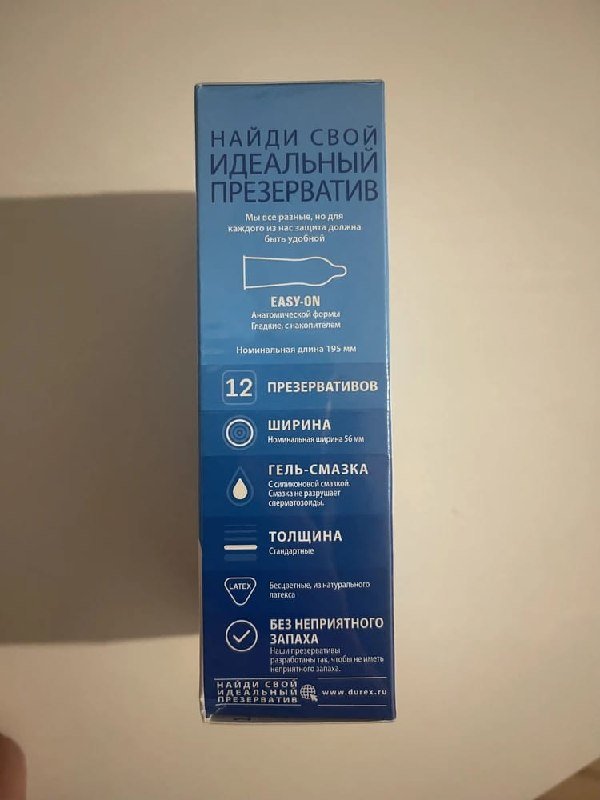 НАЙДИ СВОЙ
ИДЕАЛЬНЫЙ
ПРЕЗЕРВАТИВ
Мы все разные, но для
каждого из нас защита должна
быть удобной
EASY-ON
Анатомической формы
Гладкие, с накопителем
Номинальная длина 195 мм
12 ПРЕЗЕРВАТИВОВ
ШИРИНА
Номинальная ширина 56 мм
ГЕЛЬ-СМАЗКА
С силиконовой смазкой.
Смазка не разрушает
сперматозоиды.
ТОЛЩИНА
Стандартные
LATEX
Бесцветные, из натурального
латекса
БЕЗ НЕПРИЯТНОГО
ЗАПАХА
Наши презервативы
разработаны так, чтобы не иметь
неприятного запаха.
НАЙДИ СВОЙ
ИДЕАЛЬНЫЙ
ПРЕЗЕРВАТИВ
www.durex.ru